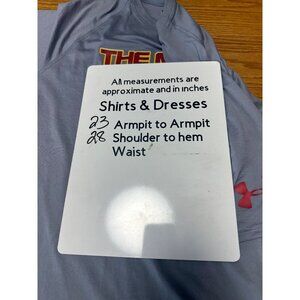 THE
All measurements are
approximate and in inches
Shirts & Dresses
23 Armpit to Armpit
28 Shoulder to hem
Waist